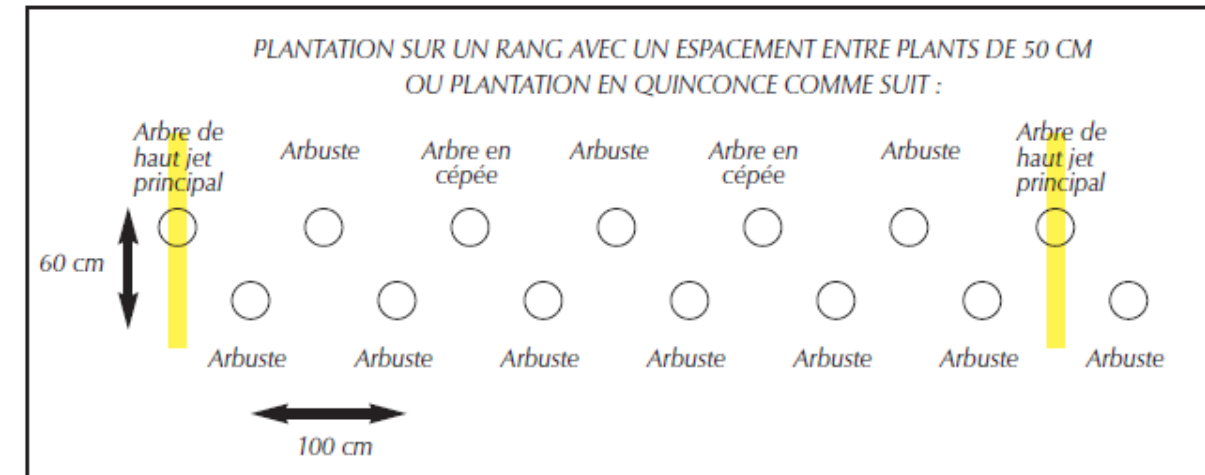 PLANTATION SUR UN RANG AVEC UN ESPACEMENT ENTRE PLANTS DE 50 CM
OU PLANTATION EN QUINCONCE COMME SUIT :
Arbre de
haut jet
principal
Arbuste
Arbre en
cépée
Arbuste
Arbre en
cépée
Arbuste
Arbre de
haut jet
principal
60 cm
Arbuste
Arbuste
Arbuste
Arbuste
Arbuste
Arbuste
Arbuste
100 cm